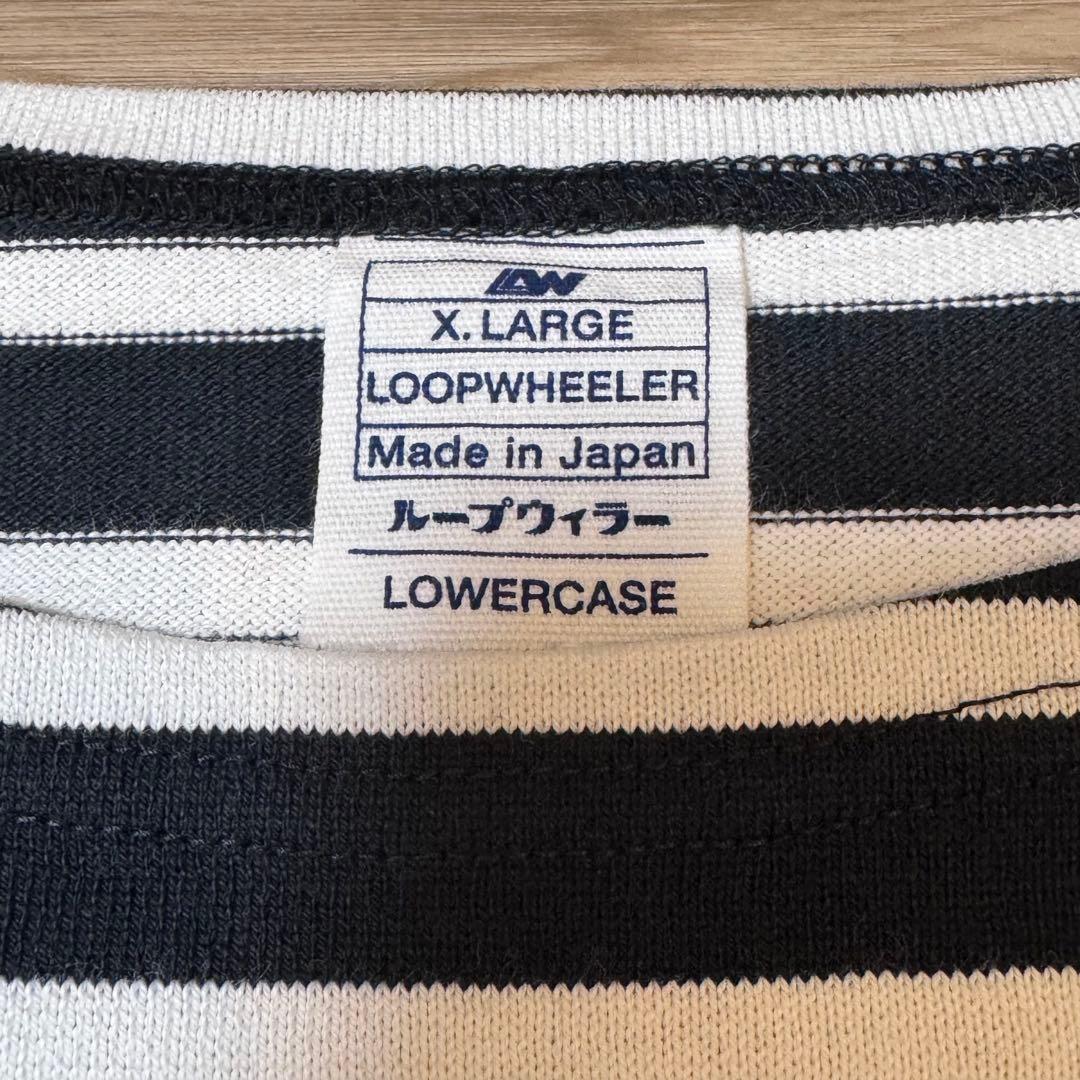 LW
X. LARGE
LOOPWHEELER
Made in Japan
ループウィラー
LOWERCASE